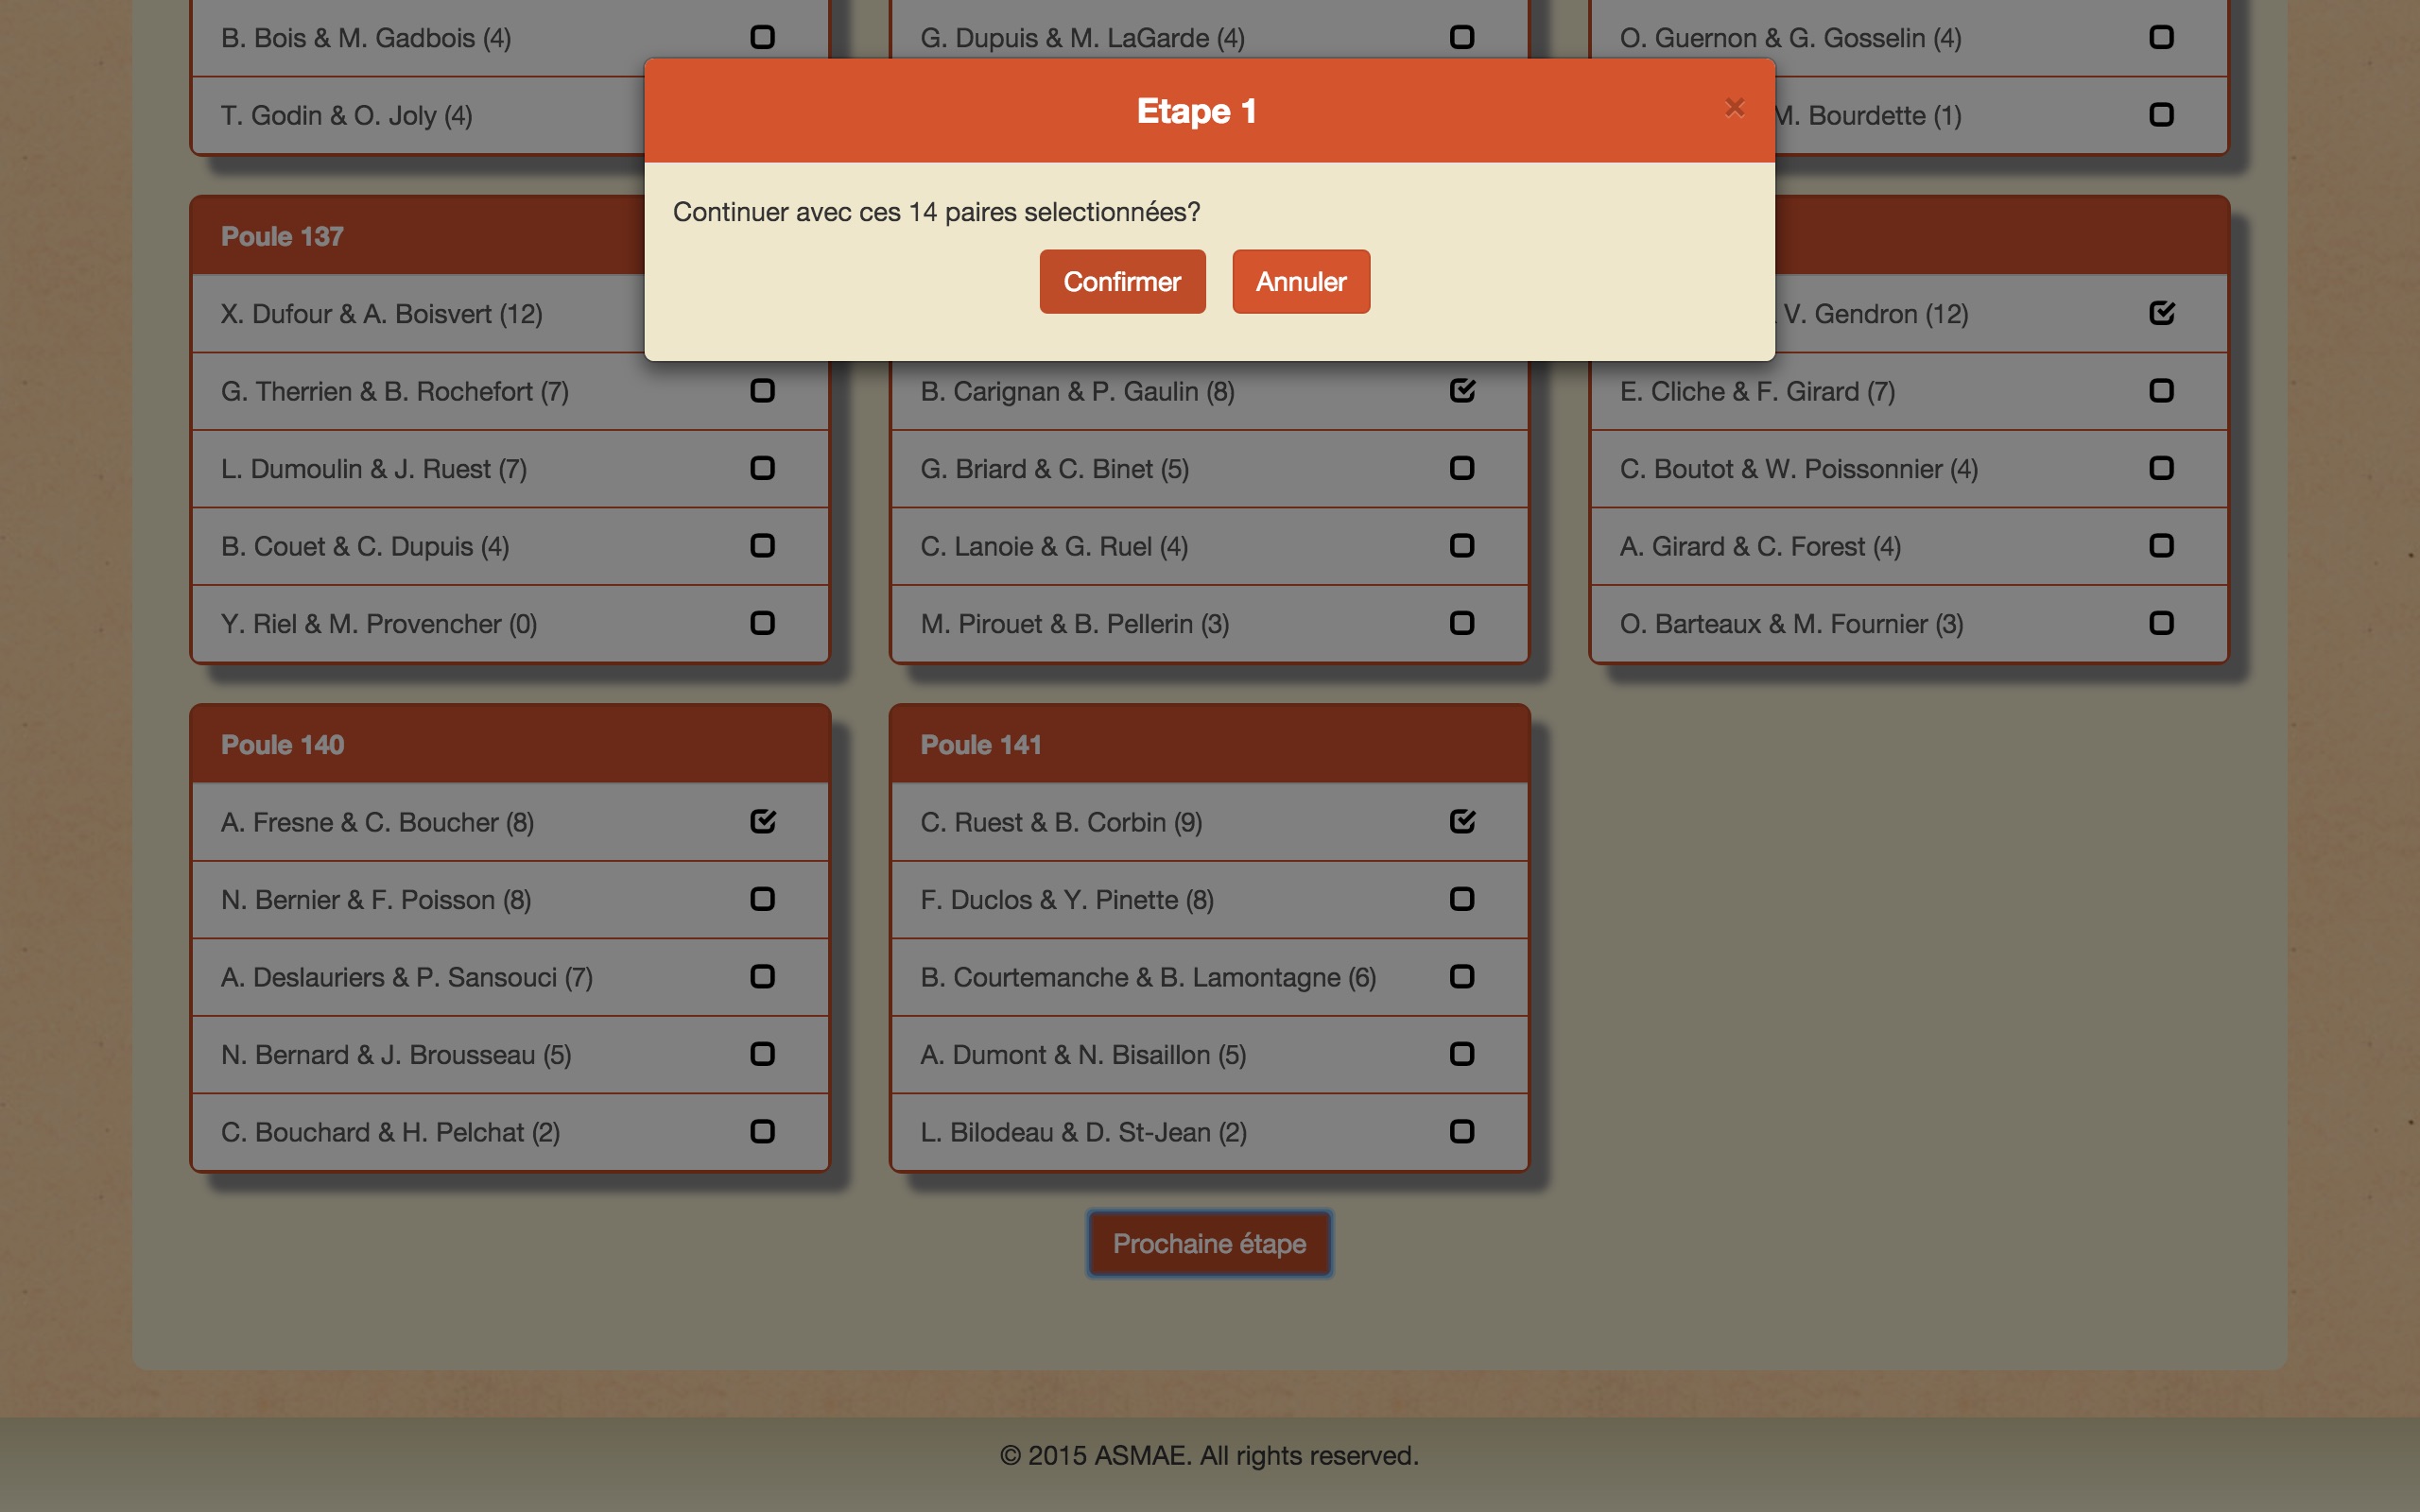 B. Bois & M. Gadbois (4)
G. Dupuis & M. LaGarde (4)
O. Guernon & G. Gosselin (4)
T. Godin & O. Joly (4)
M. Bourdette (1)
Etape 1
×
Continuer avec ces 14 paires selectionnées?
Confirmer
Annuler
Poule 137
X. Dufour & A. Boisvert (12)
G. Therrien & B. Rochefort (7)
L. Dumoulin & J. Ruest (7)
B. Couet & C. Dupuis (4)
Y. Riel & M. Provencher (0)
B. Carignan & P. Gaulin (8)
G. Briard & C. Binet (5)
C. Lanoie & G. Ruel (4)
M. Pirouet & B. Pellerin (3)
V. Gendron (12)
E. Cliche & F. Girard (7)
C. Boutot & W. Poissonnier (4)
A. Girard & C. Forest (4)
O. Barteaux & M. Fournier (3)
Poule 140
A. Fresne & C. Boucher (8)
N. Bernier & F. Poisson (8)
A. Deslauriers & P. Sansouci (7)
N. Bernard & J. Brousseau (5)
C. Bouchard & H. Pelchat (2)
Poule 141
C. Ruest & B. Corbin (9)
F. Duclos & Y. Pinette (8)
B. Courtemanche & B. Lamontagne (6)
A. Dumont & N. Bisaillon (5)
L. Bilodeau & D. St-Jean (2)
Prochaine étape
© 2015 ASMAE. All rights reserved.